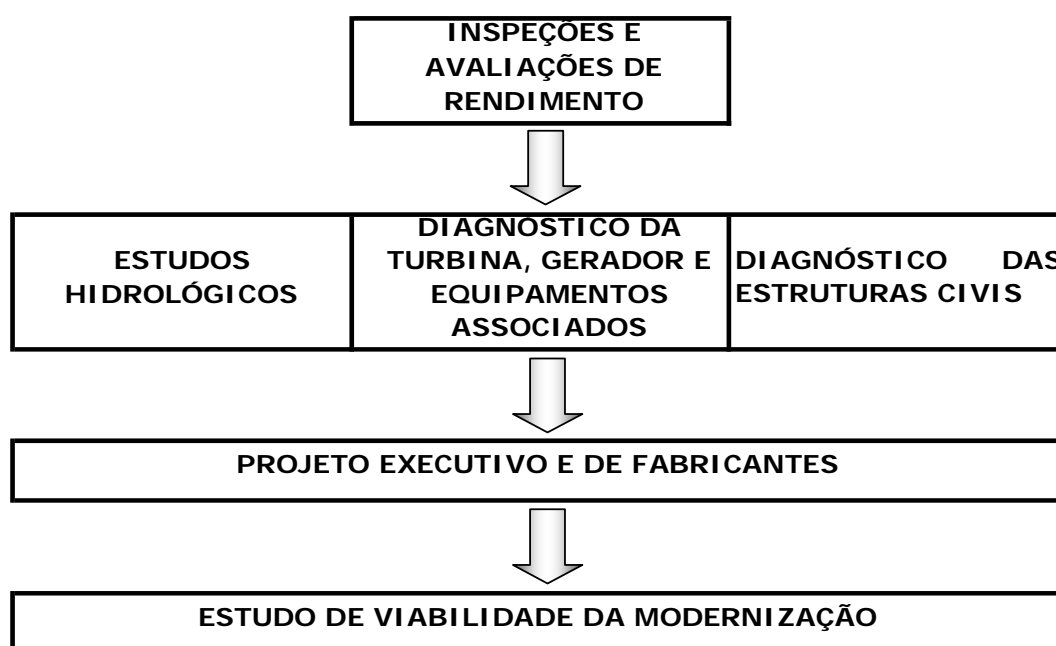 INSPEÇÕES E
AVALIAÇÕES DE
RENDIMENTO
ESTUDOS
HIDROLÓGICOS
DIAGNÓSTICO DA
TURBINA, GERADOR E
EQUIPAMENTOS
ASSOCIADOS
DIAGNÓSTICO DAS
ESTRUTURAS CIVIS
PROJETO EXECUTIVO E DE FABRICANTES
ESTUDO DE VIABILIDADE DA MODERNIZAÇÃO